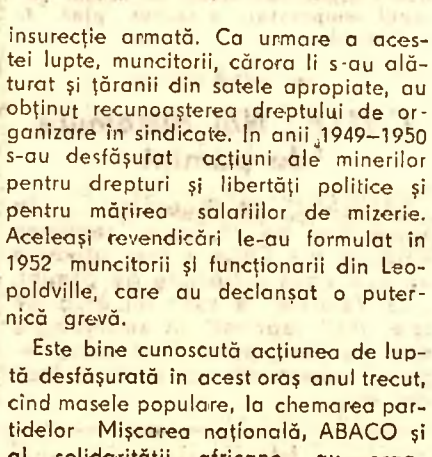 insurecție armată. Ca urmare a aces-
tei lupte, muncitorii, cărora li s-au ală-
turat și țăranii din satele apropiate, au
obținut recunoașterea dreptului de or-
ganizare în sindicate. In anii 1949–1950
s-au desfășurat acțiuni ale minerilor
pentru drepturi și libertăți politice și
pentru mărirea salariilor de mizerie.
Aceleași revendicări le-au formulat în
1952 muncitorii și funcționarii din Leo-
poldville, care au declanșat o puter-
nică grevă.
Este bine cunoscută acțiunea de lup-
tă desfășurată în acest oraș anul trecut,
cînd masele populare, la chemarea par-
tidelor Mișcarea națională, ABACO și
al solidarității africane